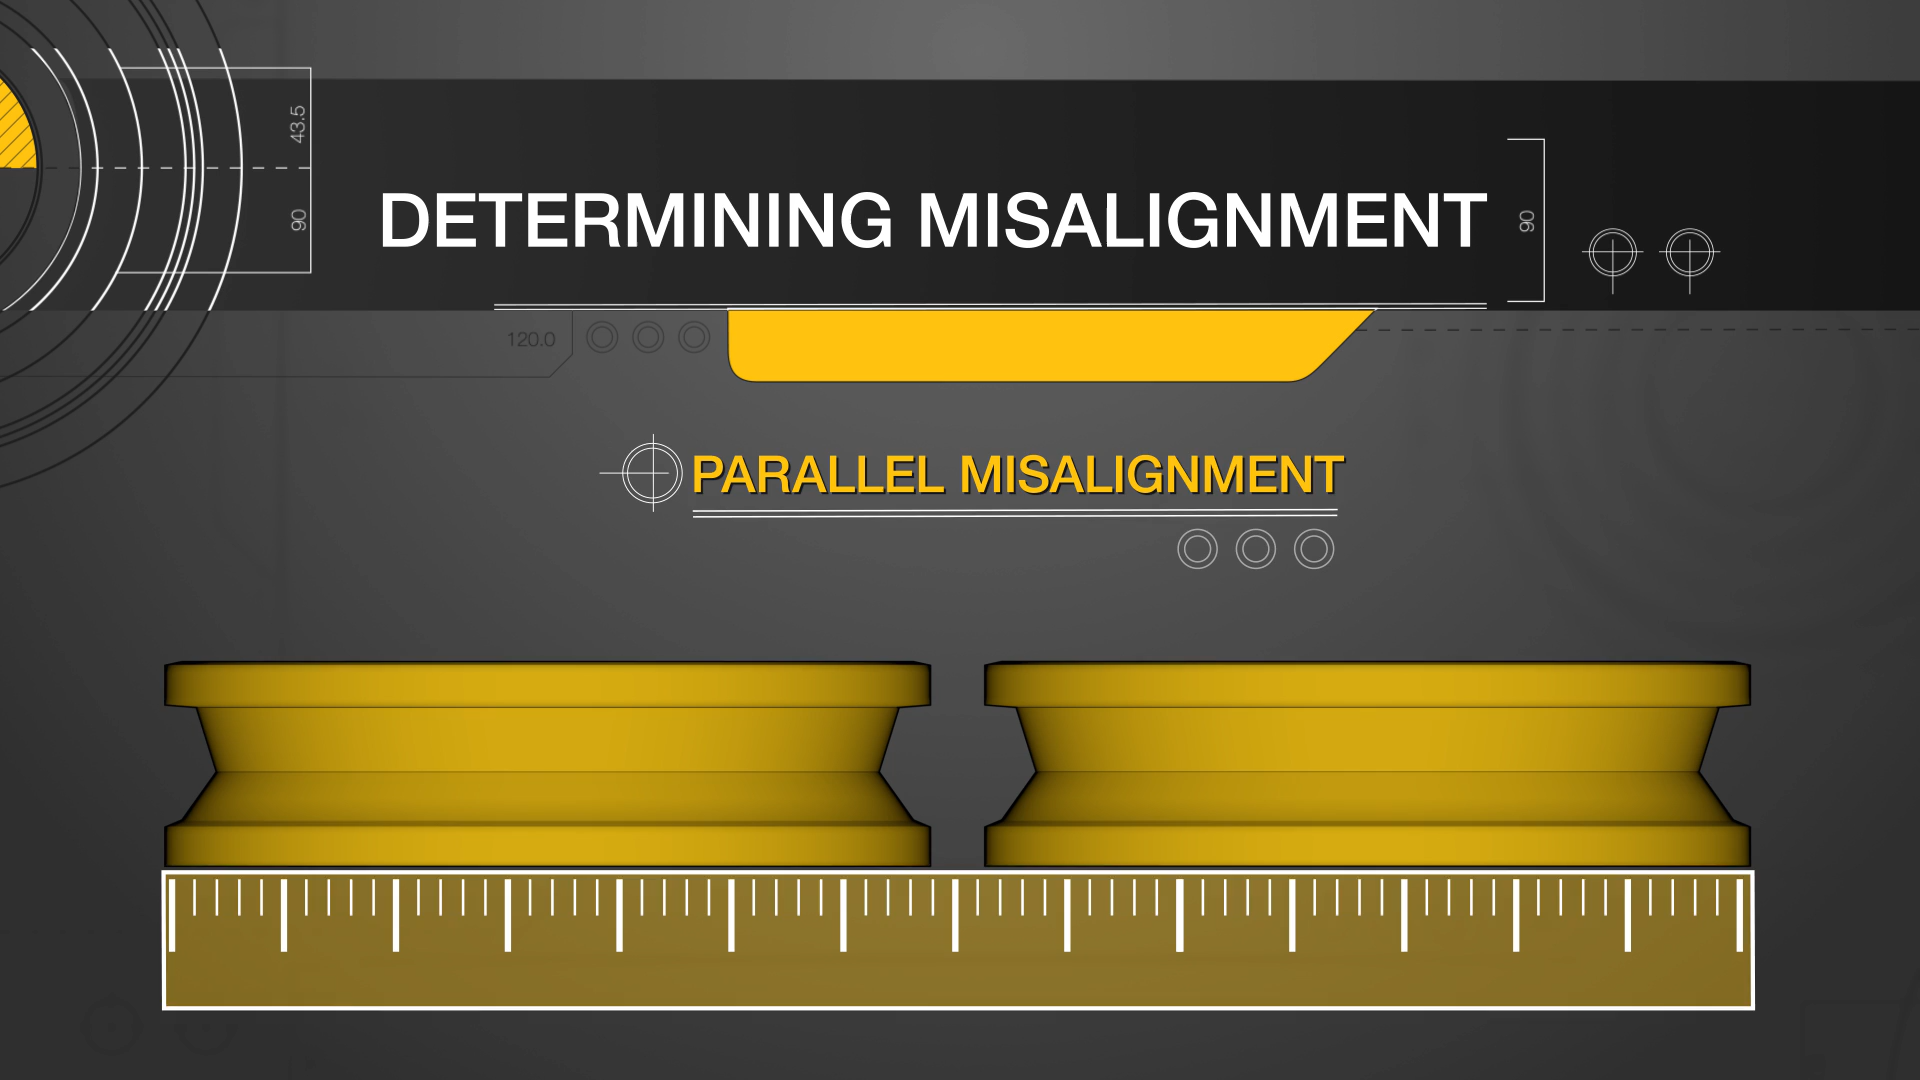 43.5
90
DETERMINING MISALIGNMENT
90
120.0
PARALLEL MISALIGNMENT